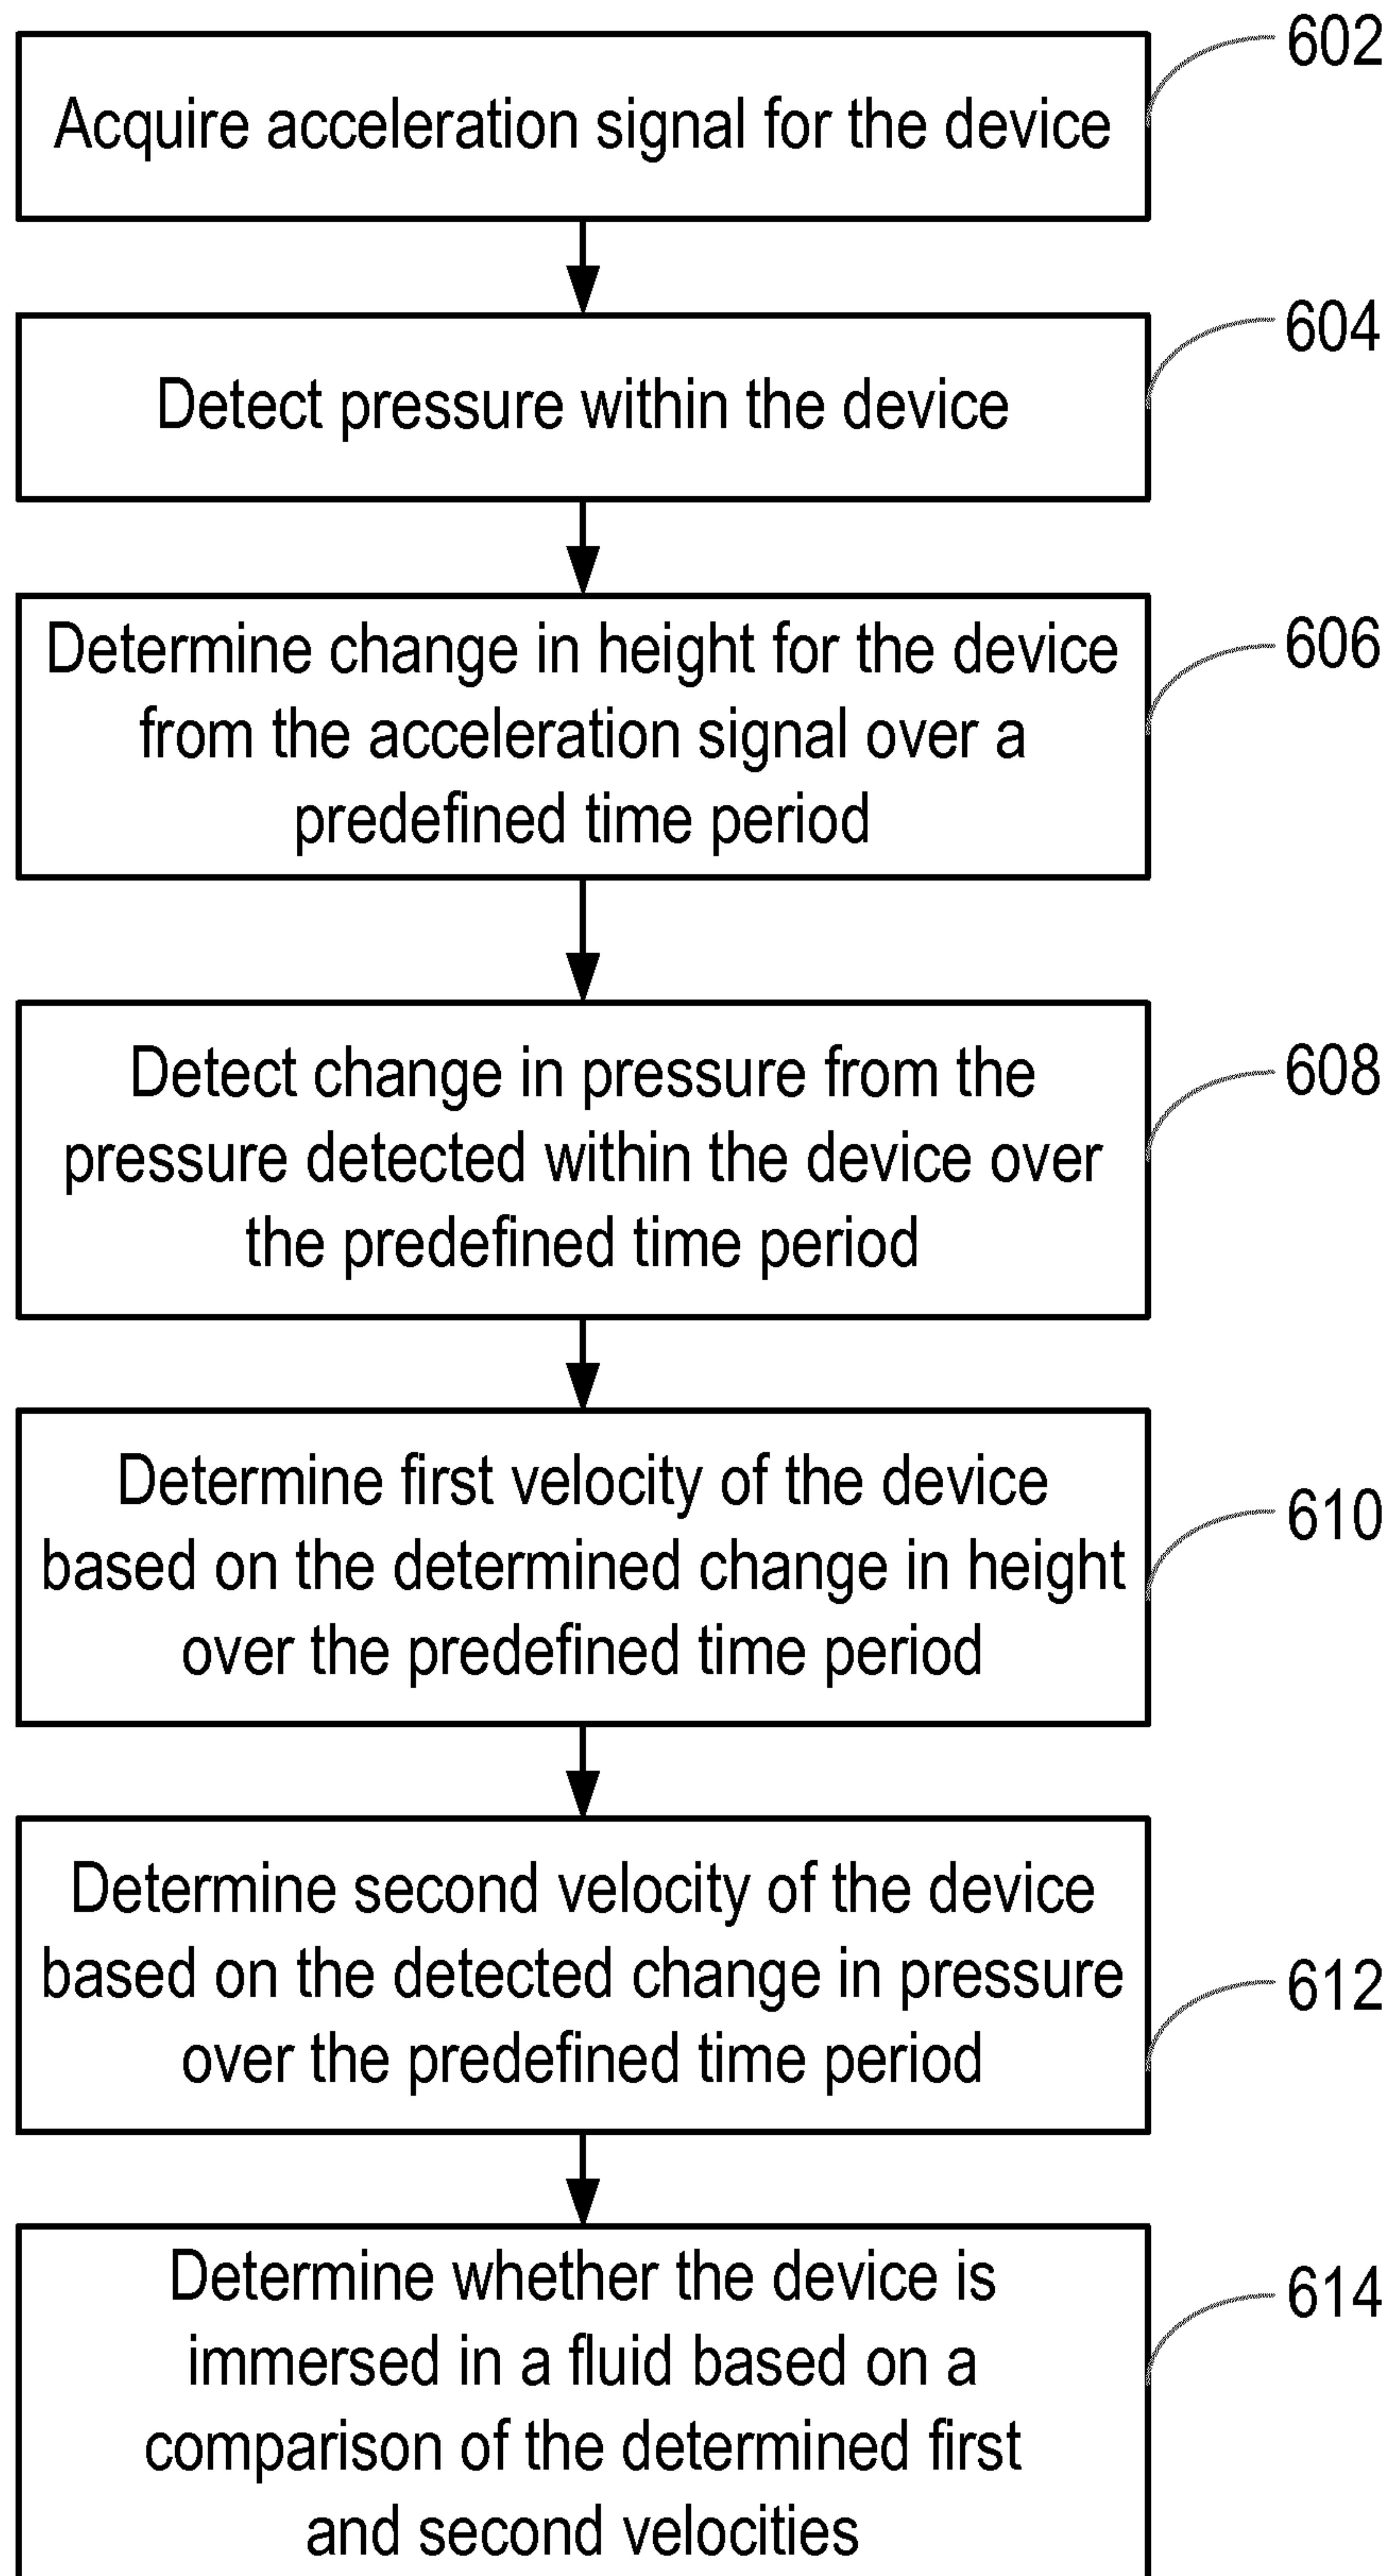 602
Acquire acceleration signal for the device
604
Detect pressure within the device
606
Determine change in height for the device
from the acceleration signal over a
predefined time period
608
Detect change in pressure from the
pressure detected within the device over
the predefined time period
610
Determine first velocity of the device
based on the determined change in height
over the predefined time period
612
Determine second velocity of the device
based on the detected change in pressure
over the predefined time period
614
Determine whether the device is
immersed in a fluid based on a
comparison of the determined first
and second velocities